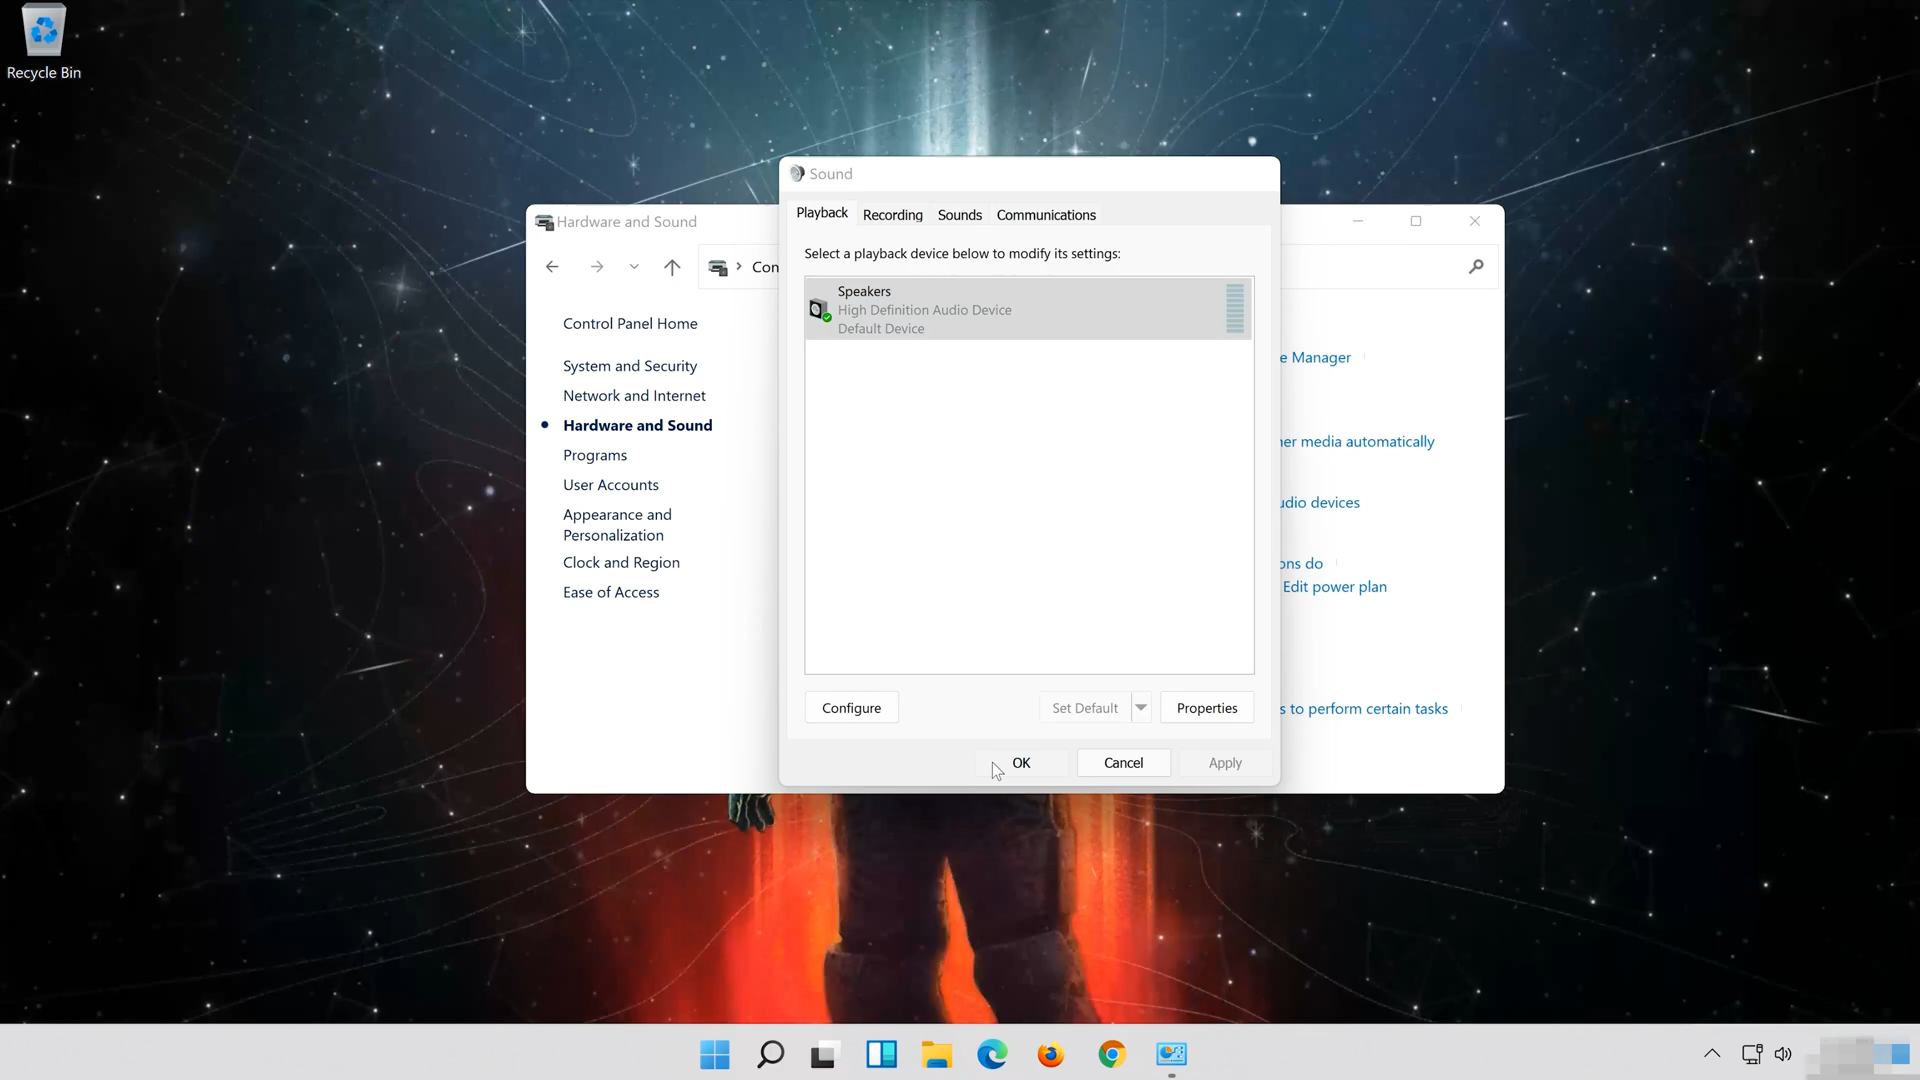 Recycle Bin
Sound
Playback
Recording
Sounds
Communications
Select a playback device below to modify its settings:
Speakers
High Definition Audio Device
Default Device
Configure
Set Default
Properties
OK
Cancel
Apply
Hardware and Sound
Con
Control Panel Home
System and Security
Network and Internet
Hardware and Sound
Programs
User Accounts
Appearance and
Personalization
Clock and Region
Ease of Access
e Manager
er media automatically
dio devices
ons do
Edit power plan
s to perform certain tasks